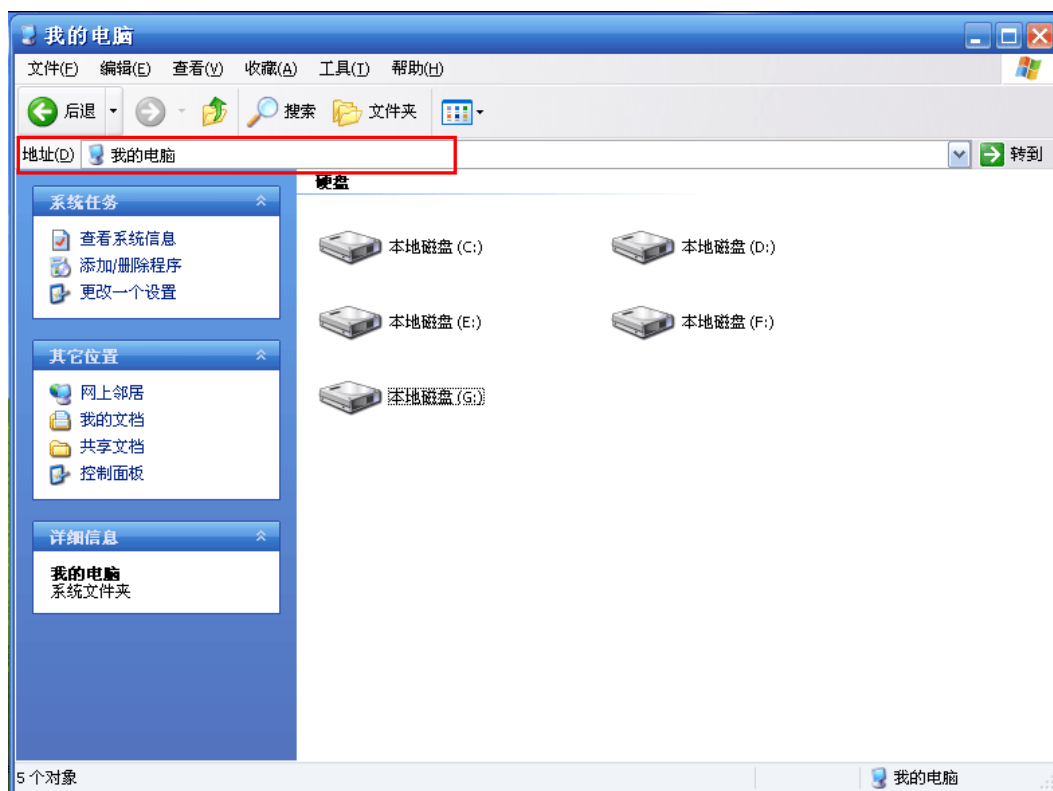 我的电脑
文件(F) 编辑(E) 查看(V) 收藏(A) 工具(T) 帮助(H)
后退 搜索 文件夹
地址(D) 我的电脑 转到
系统任务
查看系统信息
添加/删除程序
更改一个设置
其它位置
网上邻居
我的文档
共享文档
控制面板
详细信息
我的电脑
系统文件夹
硬盘
本地磁盘 (C:) 本地磁盘 (D:)
本地磁盘 (E:) 本地磁盘 (F:)
本地磁盘 (G:)
5 个对象 我的电脑